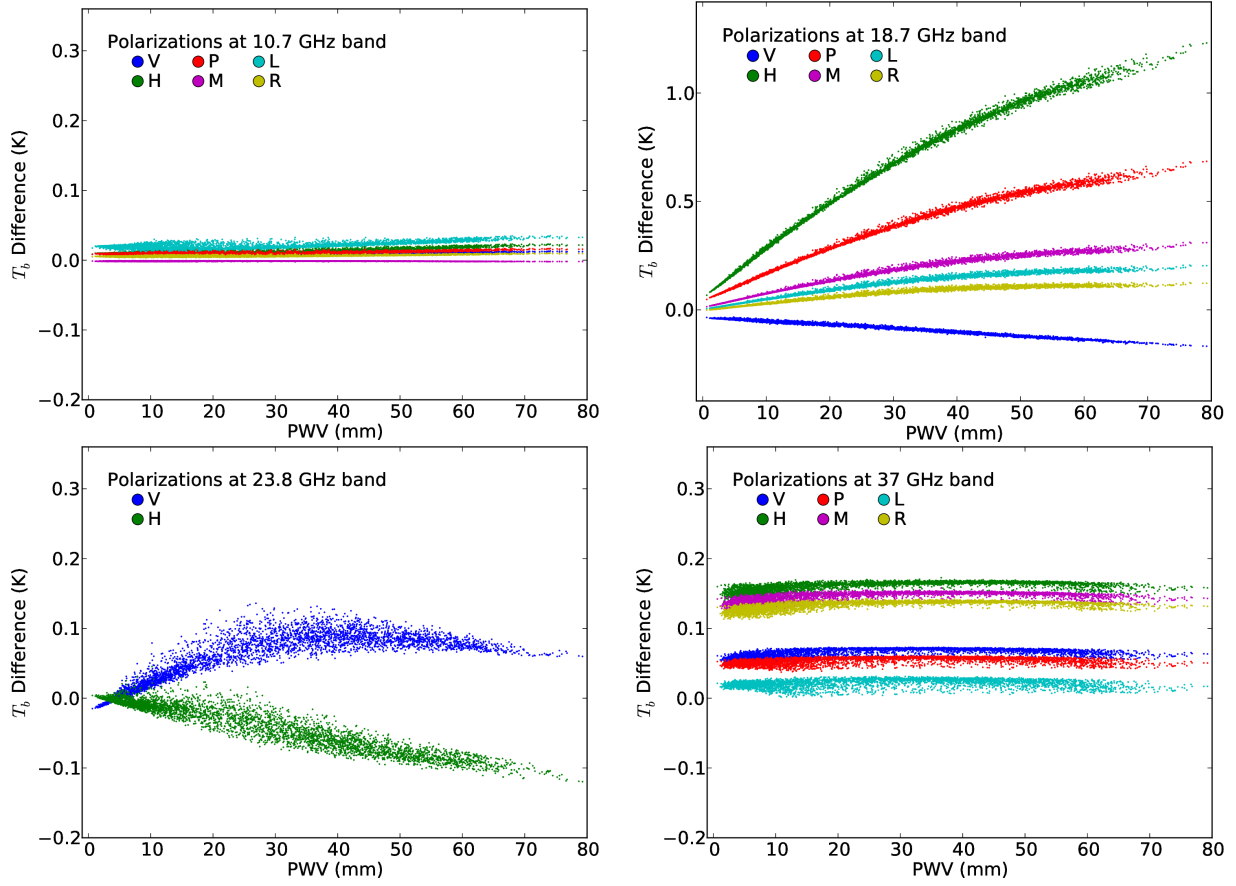 Polarizations at 10.7 GHz band
V P L
H M R
0.3
0.2
0.1
0.0
−0.1
−0.2
T_b Difference (K)
0 10 20 30 40 50 60 70 80
PWV (mm)
Polarizations at 18.7 GHz band
V P L
H M R
1.0
0.5
0.0
T_b Difference (K)
0 10 20 30 40 50 60 70 80
PWV (mm)
Polarizations at 23.8 GHz band
V
H
0.3
0.2
0.1
0.0
−0.1
−0.2
T_b Difference (K)
0 10 20 30 40 50 60 70 80
PWV (mm)
Polarizations at 37 GHz band
V P L
H M R
0.3
0.2
0.1
0.0
−0.1
−0.2
T_b Difference (K)
0 10 20 30 40 50 60 70 80
PWV (mm)